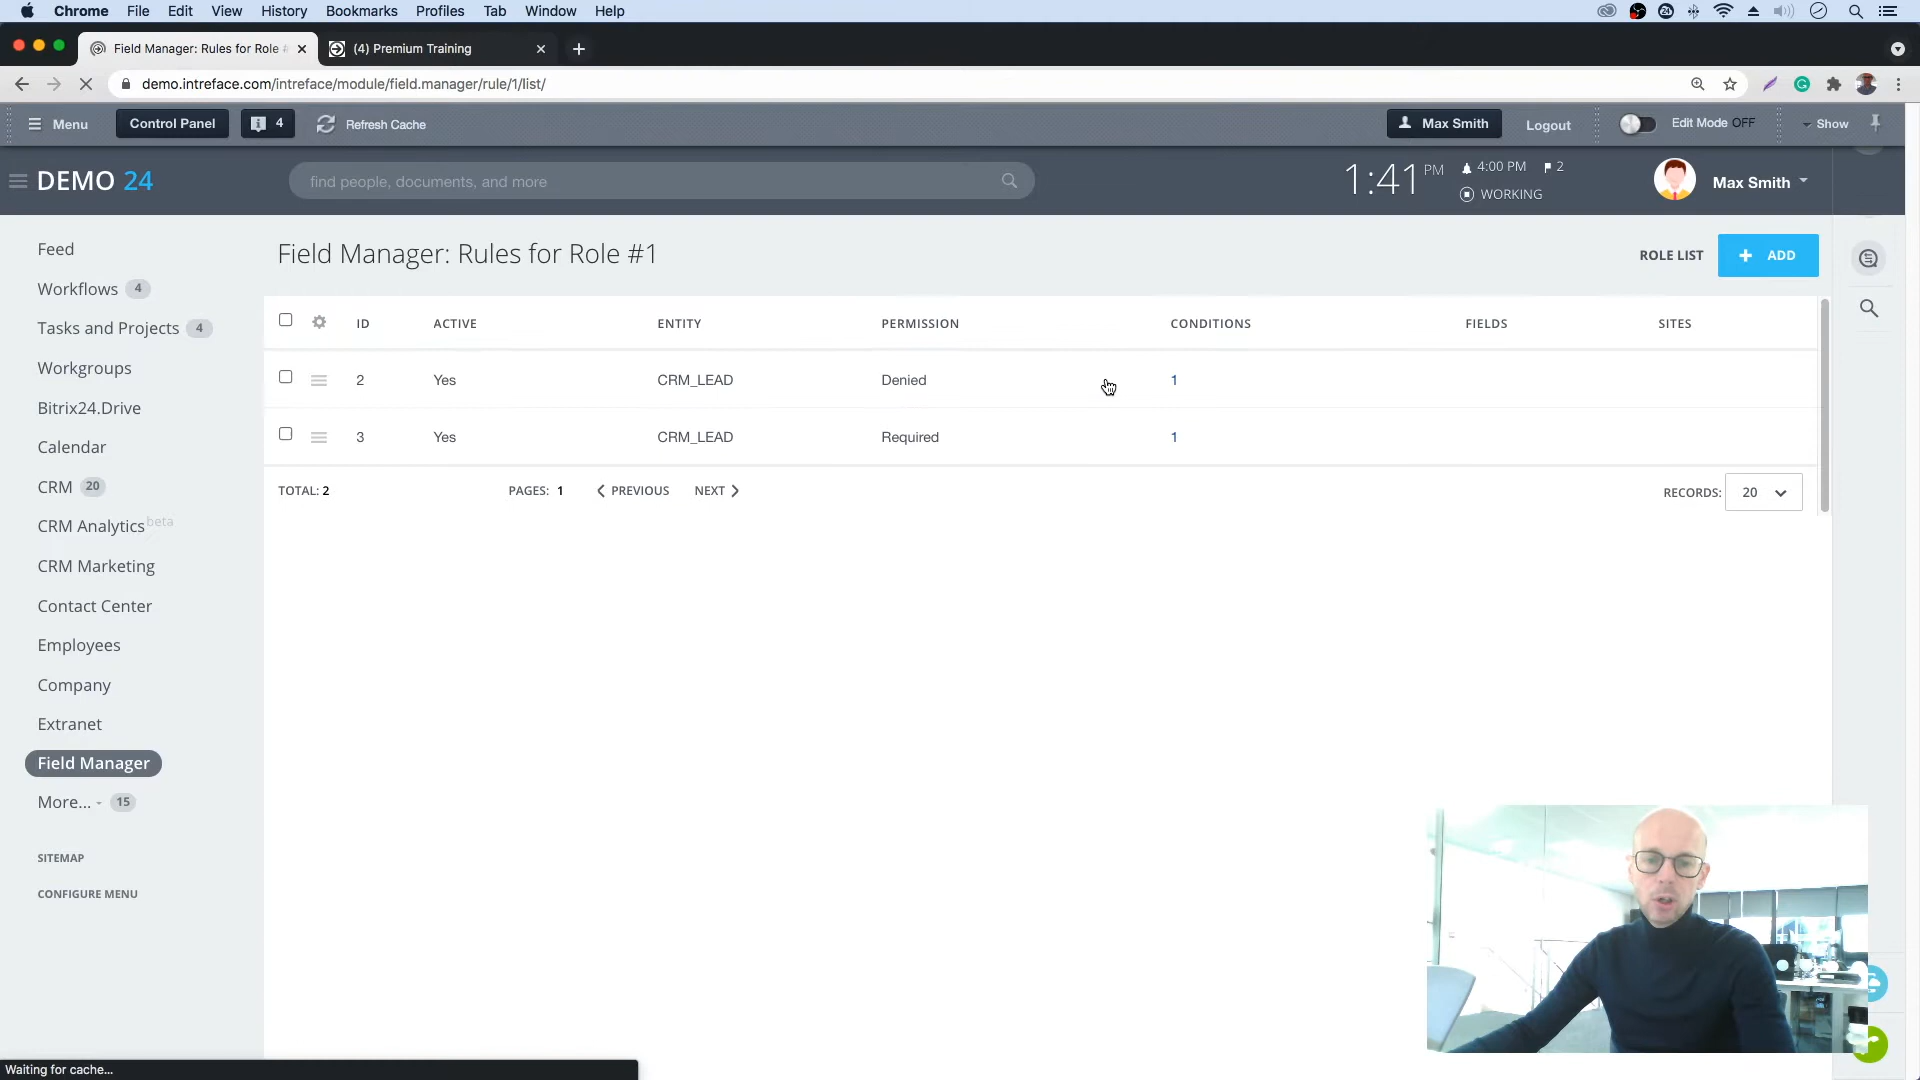 Chrome File Edit View History Bookmarks Profiles Tab Window Help
Field Manager: Rules for Role #
(4) Premium Training
demo.intreface.com/intreface/module/field.manager/rule/1/list/
Menu Control Panel 4 Refresh Cache Max Smith Logout Edit Mode OFF Show
DEMO 24
find people, documents, and more
1:41 PM
4:00 PM 2
WORKING
Max Smith
Feed
Workflows 4
Tasks and Projects 4
Workgroups
Bitrix24.Drive
Calendar
CRM 20
CRM Analytics beta
CRM Marketing
Contact Center
Employees
Company
Extranet
Field Manager
More... 15
SITEMAP
CONFIGURE MENU
Field Manager: Rules for Role #1
ROLE LIST
+ ADD
ID ACTIVE ENTITY PERMISSION CONDITIONS FIELDS SITES
2 Yes CRM_LEAD Denied 1
3 Yes CRM_LEAD Required 1
TOTAL: 2 PAGES: 1 PREVIOUS NEXT RECORDS: 20
Waiting for cache...